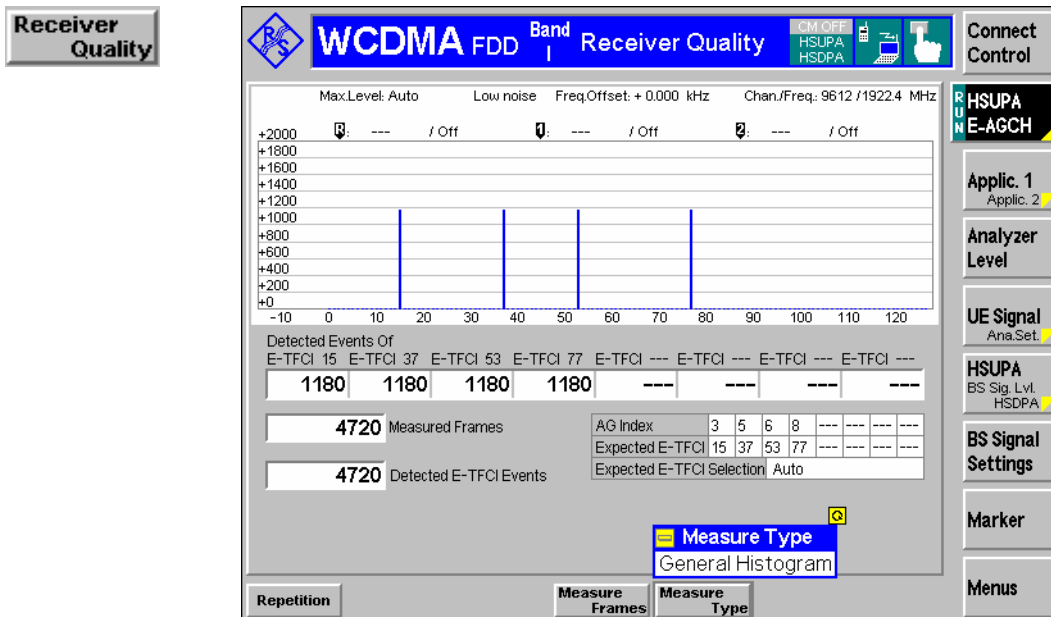 Receiver
Quality
R S
WCDMA FDD Band I Receiver Quality
CM OFF
HSUPA
HSDPA
Connect
Control
Max.Level: Auto Low noise Freq.Offset: + 0.000 kHz Chan./Freq.: 9612 / 1922.4 MHz
R: --- / Off 1: --- / Off 2: --- / Off
+2000
+1800
+1600
+1400
+1200
+1000
+800
+600
+400
+200
+0
-10 0 10 20 30 40 50 60 70 80 90 100 110 120
Detected Events Of
E-TFCI 15 E-TFCI 37 E-TFCI 53 E-TFCI 77 E-TFCI --- E-TFCI --- E-TFCI --- E-TFCI ---
1180 1180 1180 1180 --- --- --- ---
4720 Measured Frames
4720 Detected E-TFCI Events
AG Index 3 5 6 8 --- --- --- ---
Expected E-TFCI 15 37 53 77 --- --- --- ---
Expected E-TFCI Selection Auto
Measure Type
General Histogram
Repetition
Measure
Frames
Measure
Type
RUN
HSUPA
E-AGCH
Applic. 1
Applic. 2
Analyzer
Level
UE Signal
Ana.Set.
HSUPA
BS Sig. Lvl.
HSDPA
BS Signal
Settings
Marker
Menus